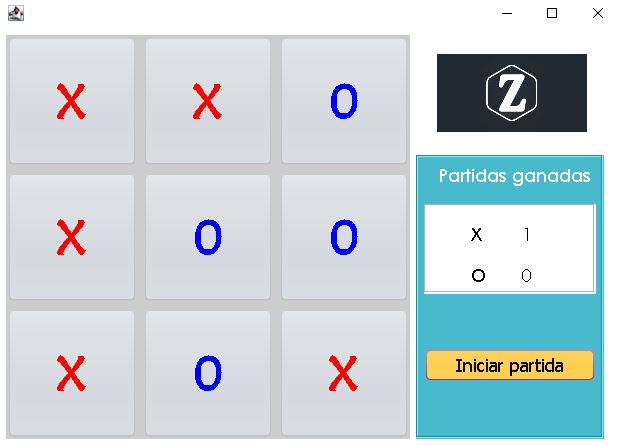 X X O
Z
Partidas ganadas
X O O
X 1
O 0
X O X
Iniciar partida